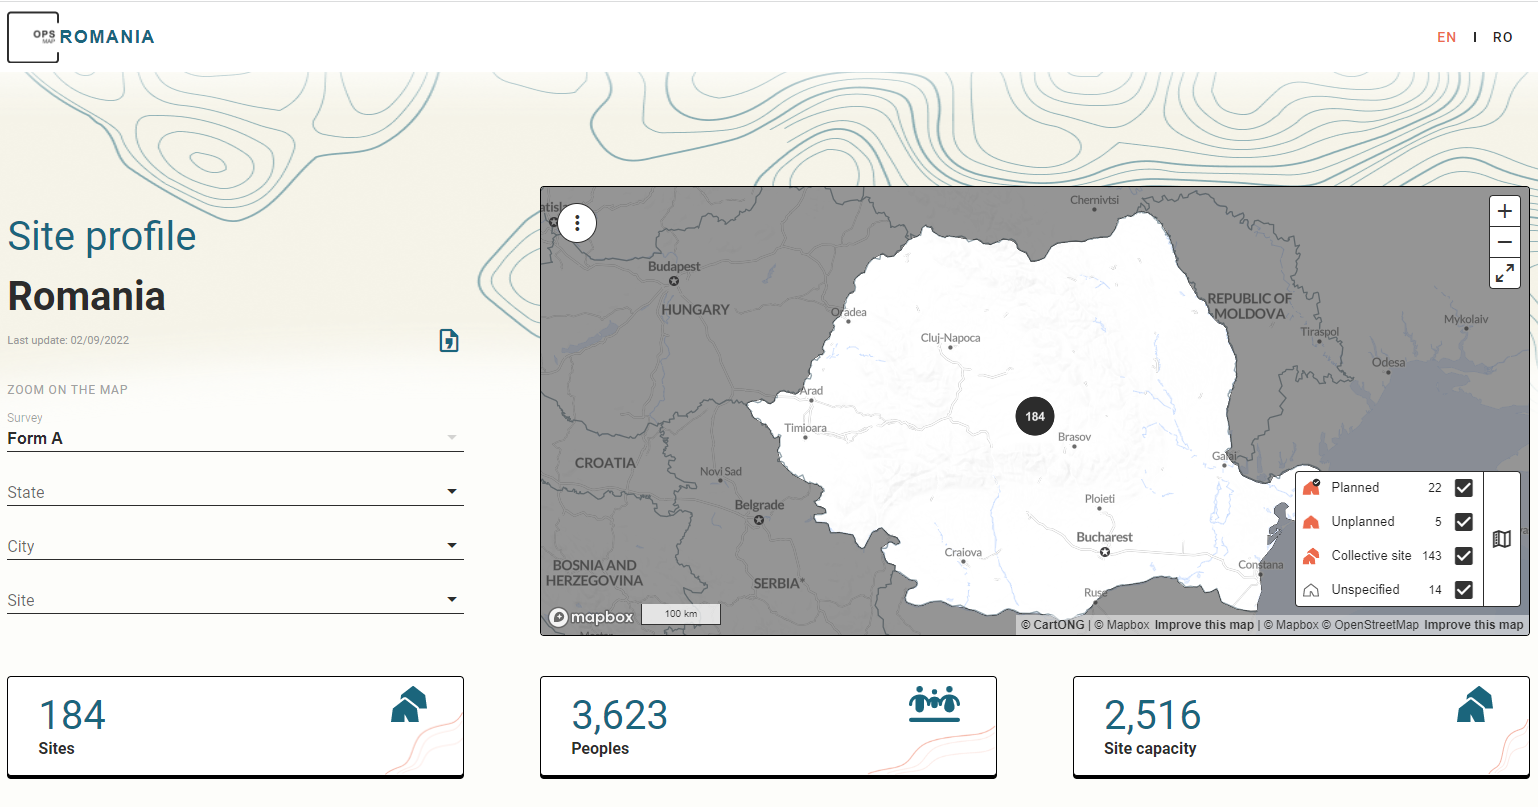 OPS
MAP
ROMANIA
EN | RO
Site profile
Romania
Last update: 02/09/2022
ZOOM ON THE MAP
Survey
Form A
State
City
Site
Chernivtsi
Budapest
HUNGARY
Oradea
Cluj-Napoca
REPUBLIC OF
MOLDOVA
Tiraspol
Mykolaiv
Odesa
Arad
Timioara
184
Brasov
Galai
CROATIA
Novi Sad
Belgrade
Ploieti
Bucharest
Craiova
Constana
BOSNIA AND
HERZEGOVINA
SERBIA*
Ruse
Planned 22
Unplanned 5
Collective site 143
Unspecified 14
mapbox
100 km
© CartONG | © Mapbox Improve this map | © Mapbox © OpenStreetMap Improve this map
184
Sites
3,623
Peoples
2,516
Site capacity